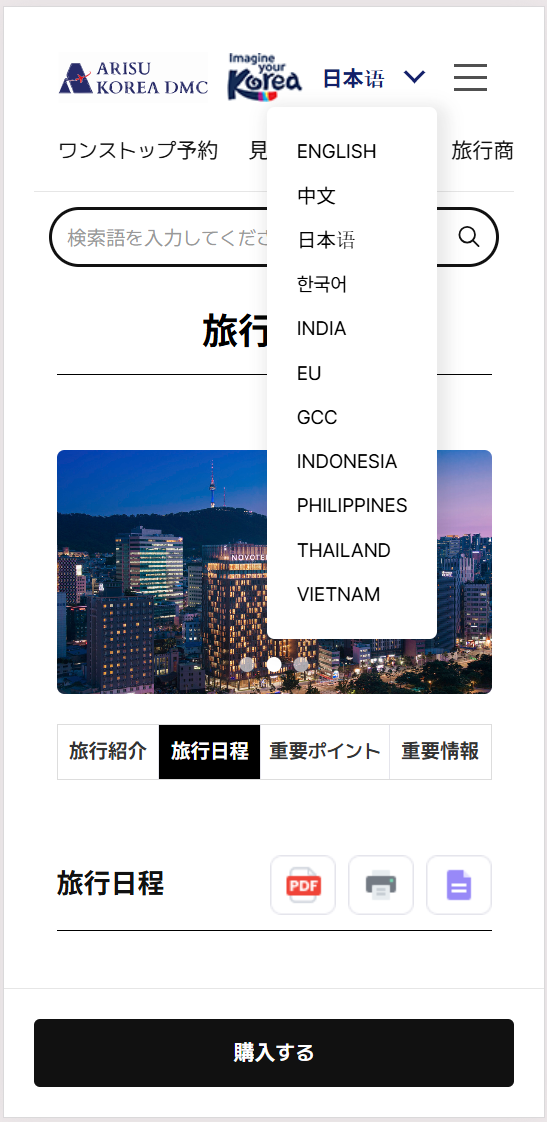 ARISU
KOREA DMC
Imagine
your
Korea
日本语
ワンストップ予約
見
旅行商
ENGLISH
中文
日本语
한국어
INDIA
EU
GCC
INDONESIA
PHILIPPINES
THAILAND
VIETNAM
検索語を入力してくださ
旅行
NOVOTEL
旅行紹介
旅行日程
重要ポイント
重要情報
旅行日程
PDF
購入する